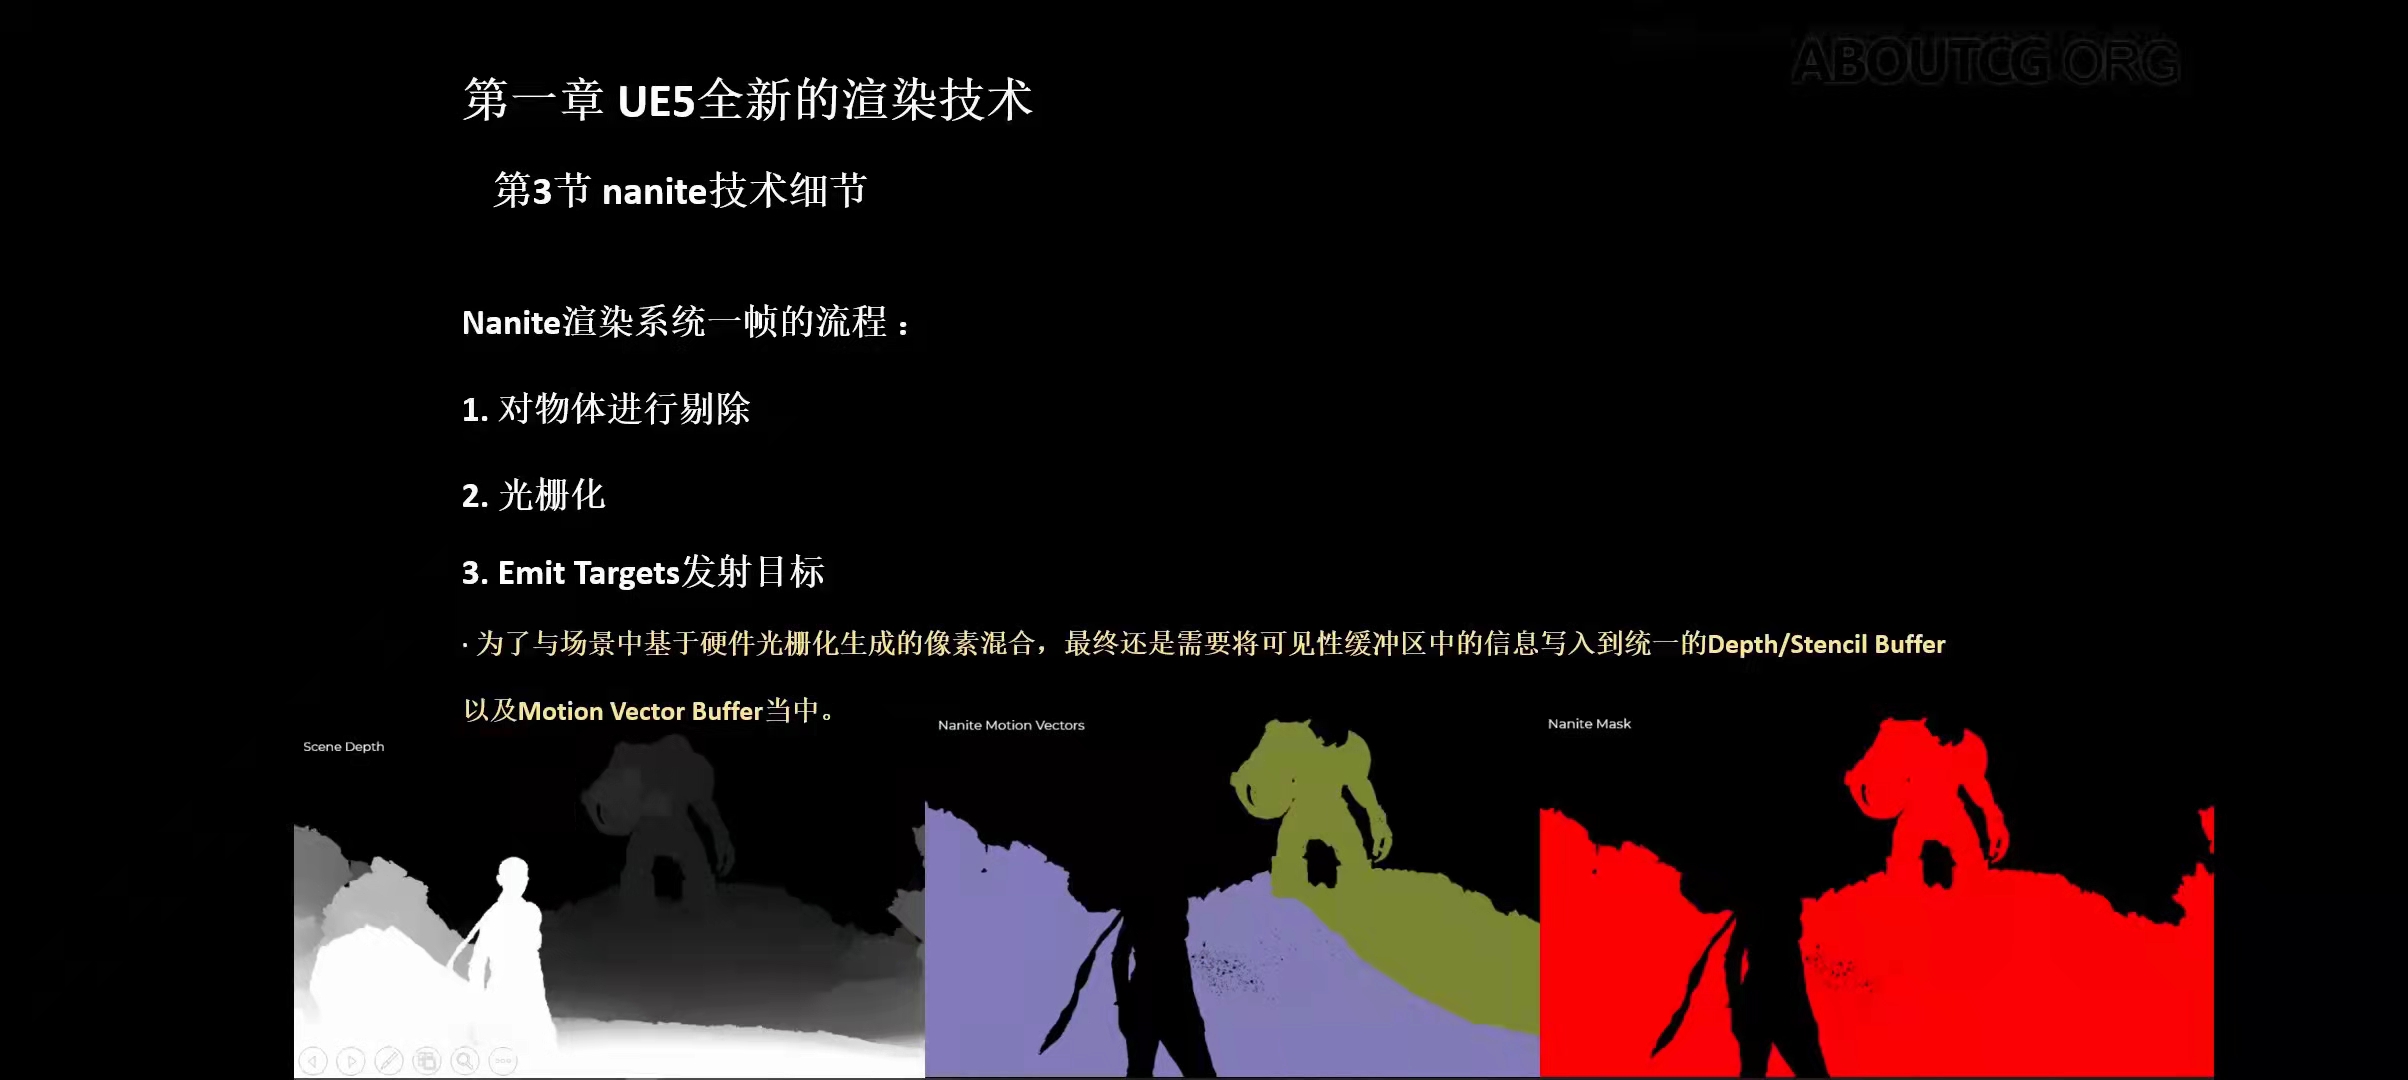 ABOUTCG.ORG
第一章 UE5全新的渲染技术
第3节 nanite技术细节
Nanite渲染系统一帧的流程：
1. 对物体进行剔除
2. 光栅化
3. Emit Targets发射目标
· 为了与场景中基于硬件光栅化生成的像素混合，最终还是需要将可见性缓冲区中的信息写入到统一的Depth/Stencil Buffer
以及Motion Vector Buffer当中。
Scene Depth
Nanite Motion Vectors
Nanite Mask